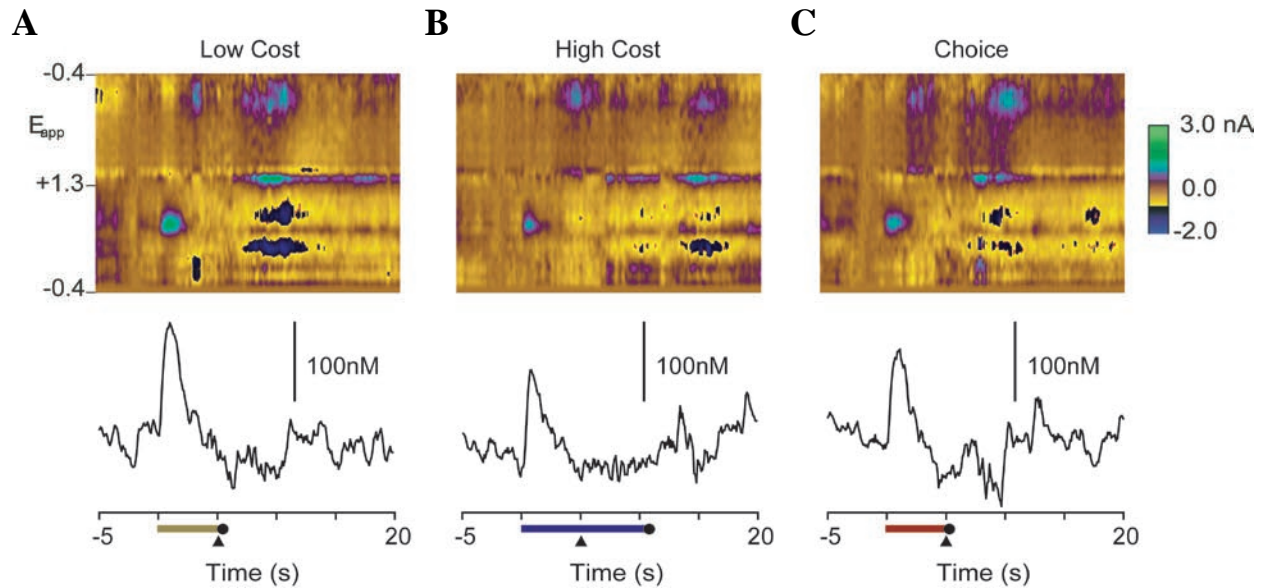 A
B
C
Low Cost
High Cost
Choice
-0.4
E_app
+1.3
-0.4
3.0 nA
0.0
-2.0
100nM
100nM
100nM
-5
20
-5
20
-5
20
Time (s)
Time (s)
Time (s)